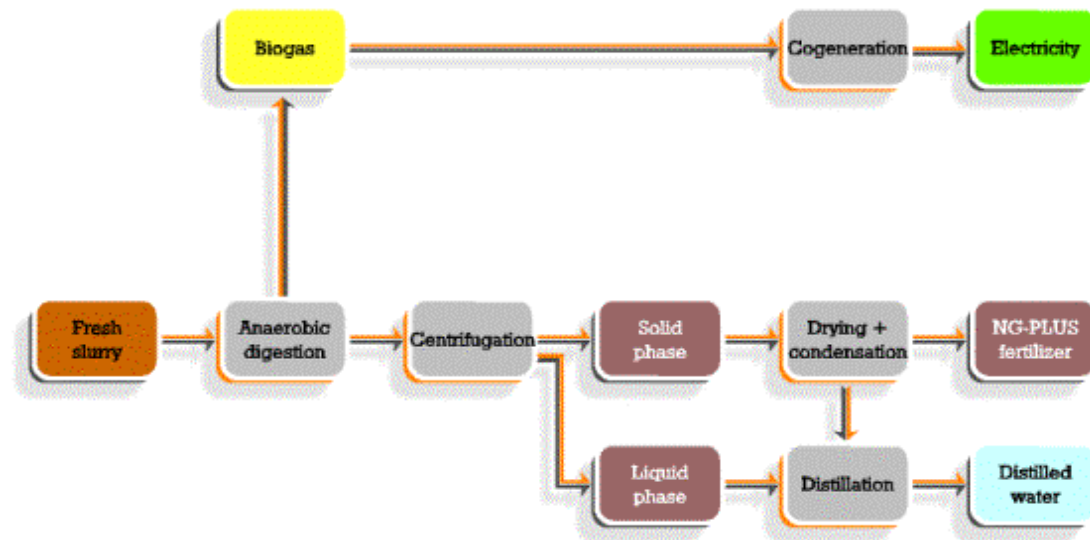 Biogas
Cogeneration
Electricity
Fresh
slurry
Anaerobic
digestion
Centrifugation
Solid
phase
Drying +
condensation
NG-PLUS
fertilizer
Liquid
phase
Distillation
Distilled
water